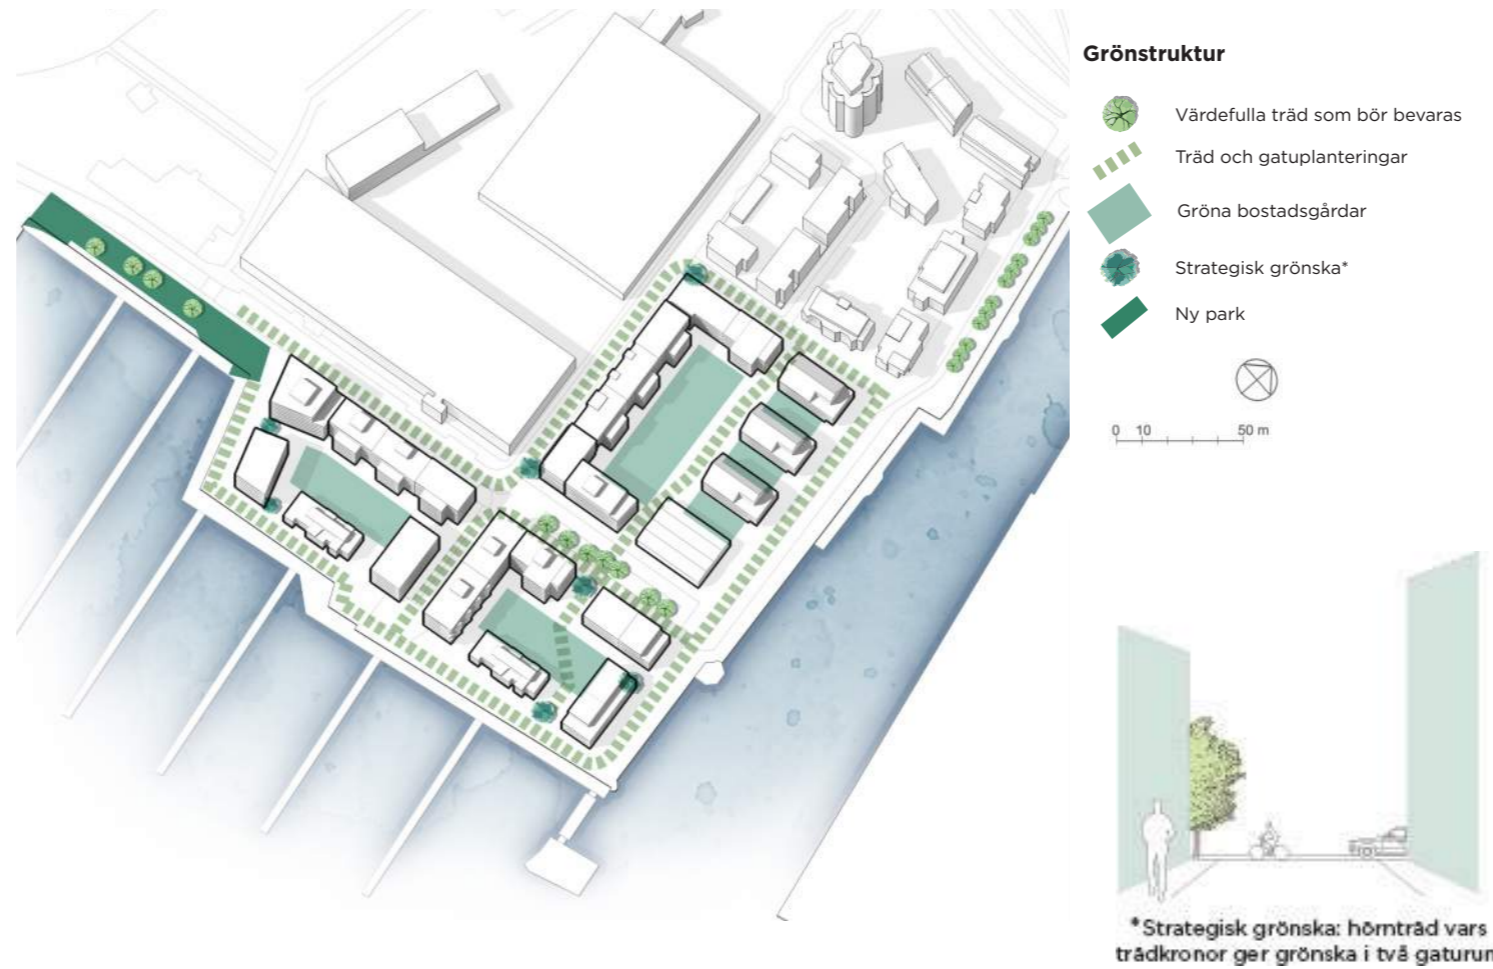 Grönstruktur
Värdefulla träd som bör bevaras
Träd och gatuplanteringar
Gröna bostadsgårdar
Strategisk grönska*
Ny park
0 10 50 m
*Strategisk grönska: hörnträd vars
trädkronor ger grönska i två